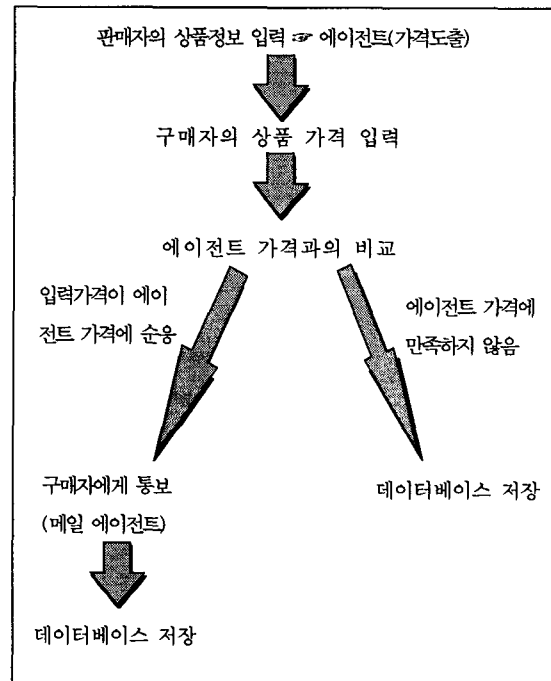 판매자의 상품정보 입력 ☞ 에이전트(가격도출)
구매자의 상품 가격 입력
에이전트 가격과의 비교
입력가격이 에이
전트 가격에 순응
에이전트 가격에
만족하지 않음
구매자에게 통보
(메일 에이전트)
데이터베이스 저장
데이터베이스 저장